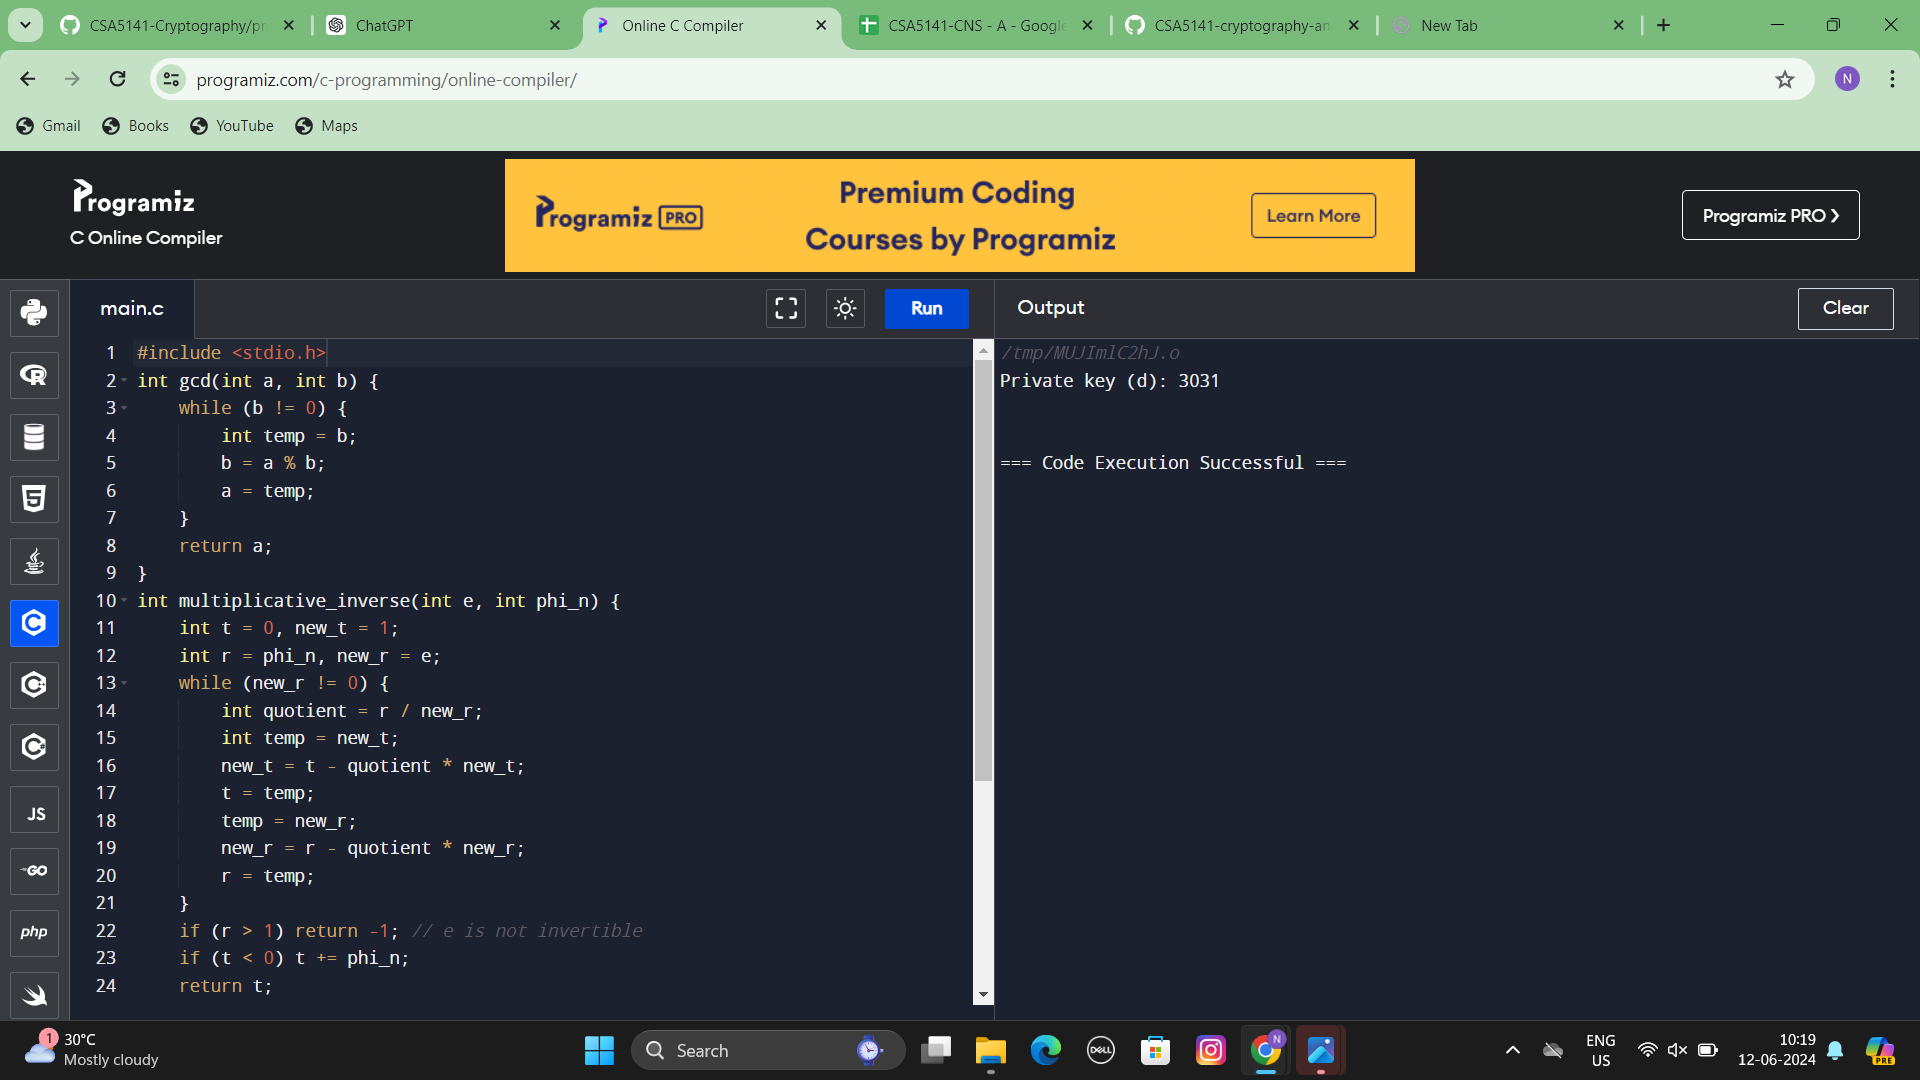 CSA5141-Cryptography/pr
ChatGPT
Online C Compiler
CSA5141-CNS - A - Google
CSA5141-cryptography-an
New Tab
programiz.com/c-programming/online-compiler/
N
Gmail
Books
YouTube
Maps
Programiz
C Online Compiler
Programiz PRO
Premium Coding
Courses by Programiz
Learn More
Programiz PRO ❯
main.c
Run
Output
Clear
1 #include <stdio.h>
2 int gcd(int a, int b) {
3     while (b != 0) {
4         int temp = b;
5         b = a % b;
6         a = temp;
7     }
8     return a;
9 }
10 int multiplicative_inverse(int e, int phi_n) {
11     int t = 0, new_t = 1;
12     int r = phi_n, new_r = e;
13     while (new_r != 0) {
14         int quotient = r / new_r;
15         int temp = new_t;
16         new_t = t - quotient * new_t;
17         t = temp;
18         temp = new_r;
19         new_r = r - quotient * new_r;
20         r = temp;
21     }
22     if (r > 1) return -1; // e is not invertible
23     if (t < 0) t += phi_n;
24     return t;
/tmp/MUJImlC2hJ.o
Private key (d): 3031
=== Code Execution Successful ===
JS
GO
php
1
30°C
Mostly cloudy
Search
DELL
N
ENG
US
10:19
12-06-2024
PRE